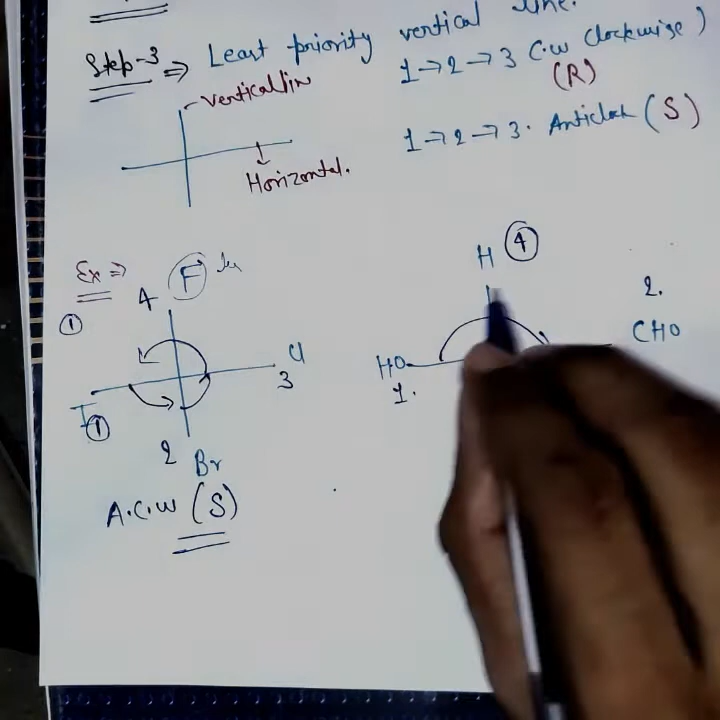 Step-3 ⇒ Least priority vertical line.
1→2→3 (C.W Clockwise)
(R)
1→2→3. Anticlock (S)
Vertical lin
Horizontal.
Ex ⇒
①
4 F
Cl
3
I ①
2 Br
A.C.W (S)
H ④
HO
1.
2.
CHO